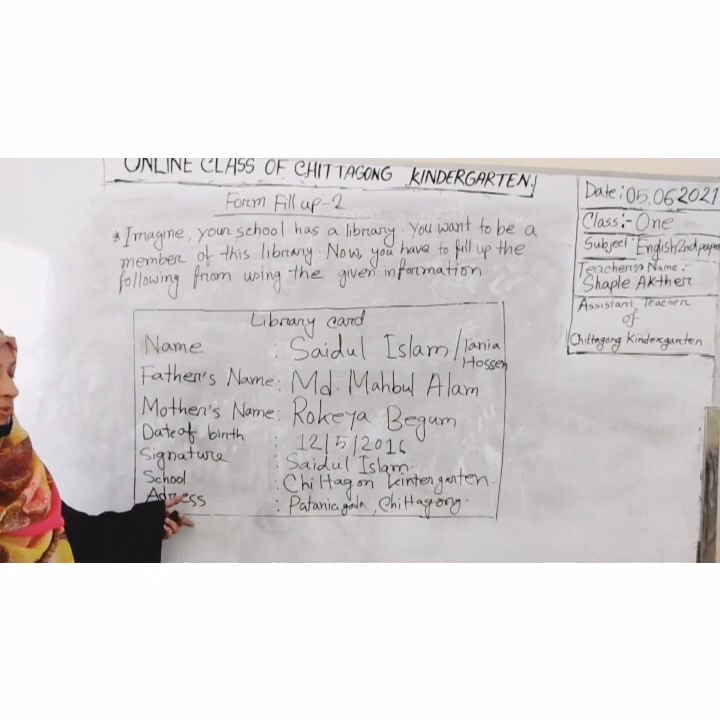 ONLINE CLASS OF CHITTAGONG KINDERGARTEN
Form Fill up-2
*Imagine, your school has a library. You want to be a
member of this library. Now, you have to fill up the
following from using the given information.
Library card
Name : Saidul Islam/Tania
Hossen
Father's Name: Md. Mahbul Alam
Mother's Name: Rokeya Begum
Date of birth : 12/5/2016
Signature : Saidul Islam.
School : Chittagon kintergarten.
Adress : Pataniagola, Chittagong.
Date: 05.06.2021
Class:- One
Subject: English 2nd paper
Teacher's Name:-
Shaple Akther
Assistant Teacher
of
Chittagong Kindergarten